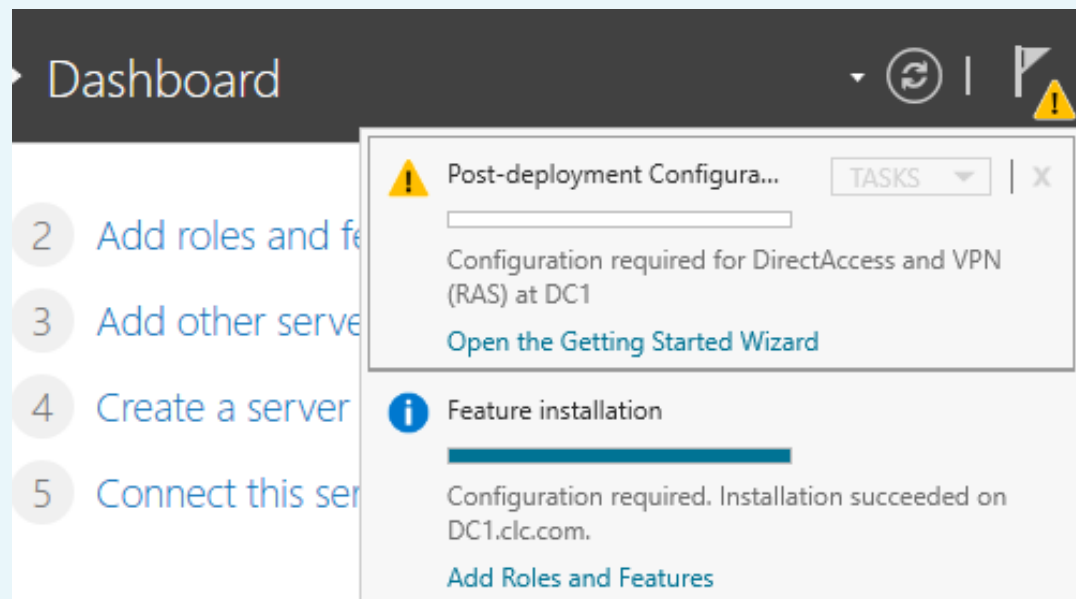 Dashboard
Post-deployment Configura...
TASKS
X
Configuration required for DirectAccess and VPN
(RAS) at DC1
Open the Getting Started Wizard
Feature installation
Configuration required. Installation succeeded on
DC1.clc.com.
Add Roles and Features
2 Add roles and fe
3 Add other serve
4 Create a server
5 Connect this ser